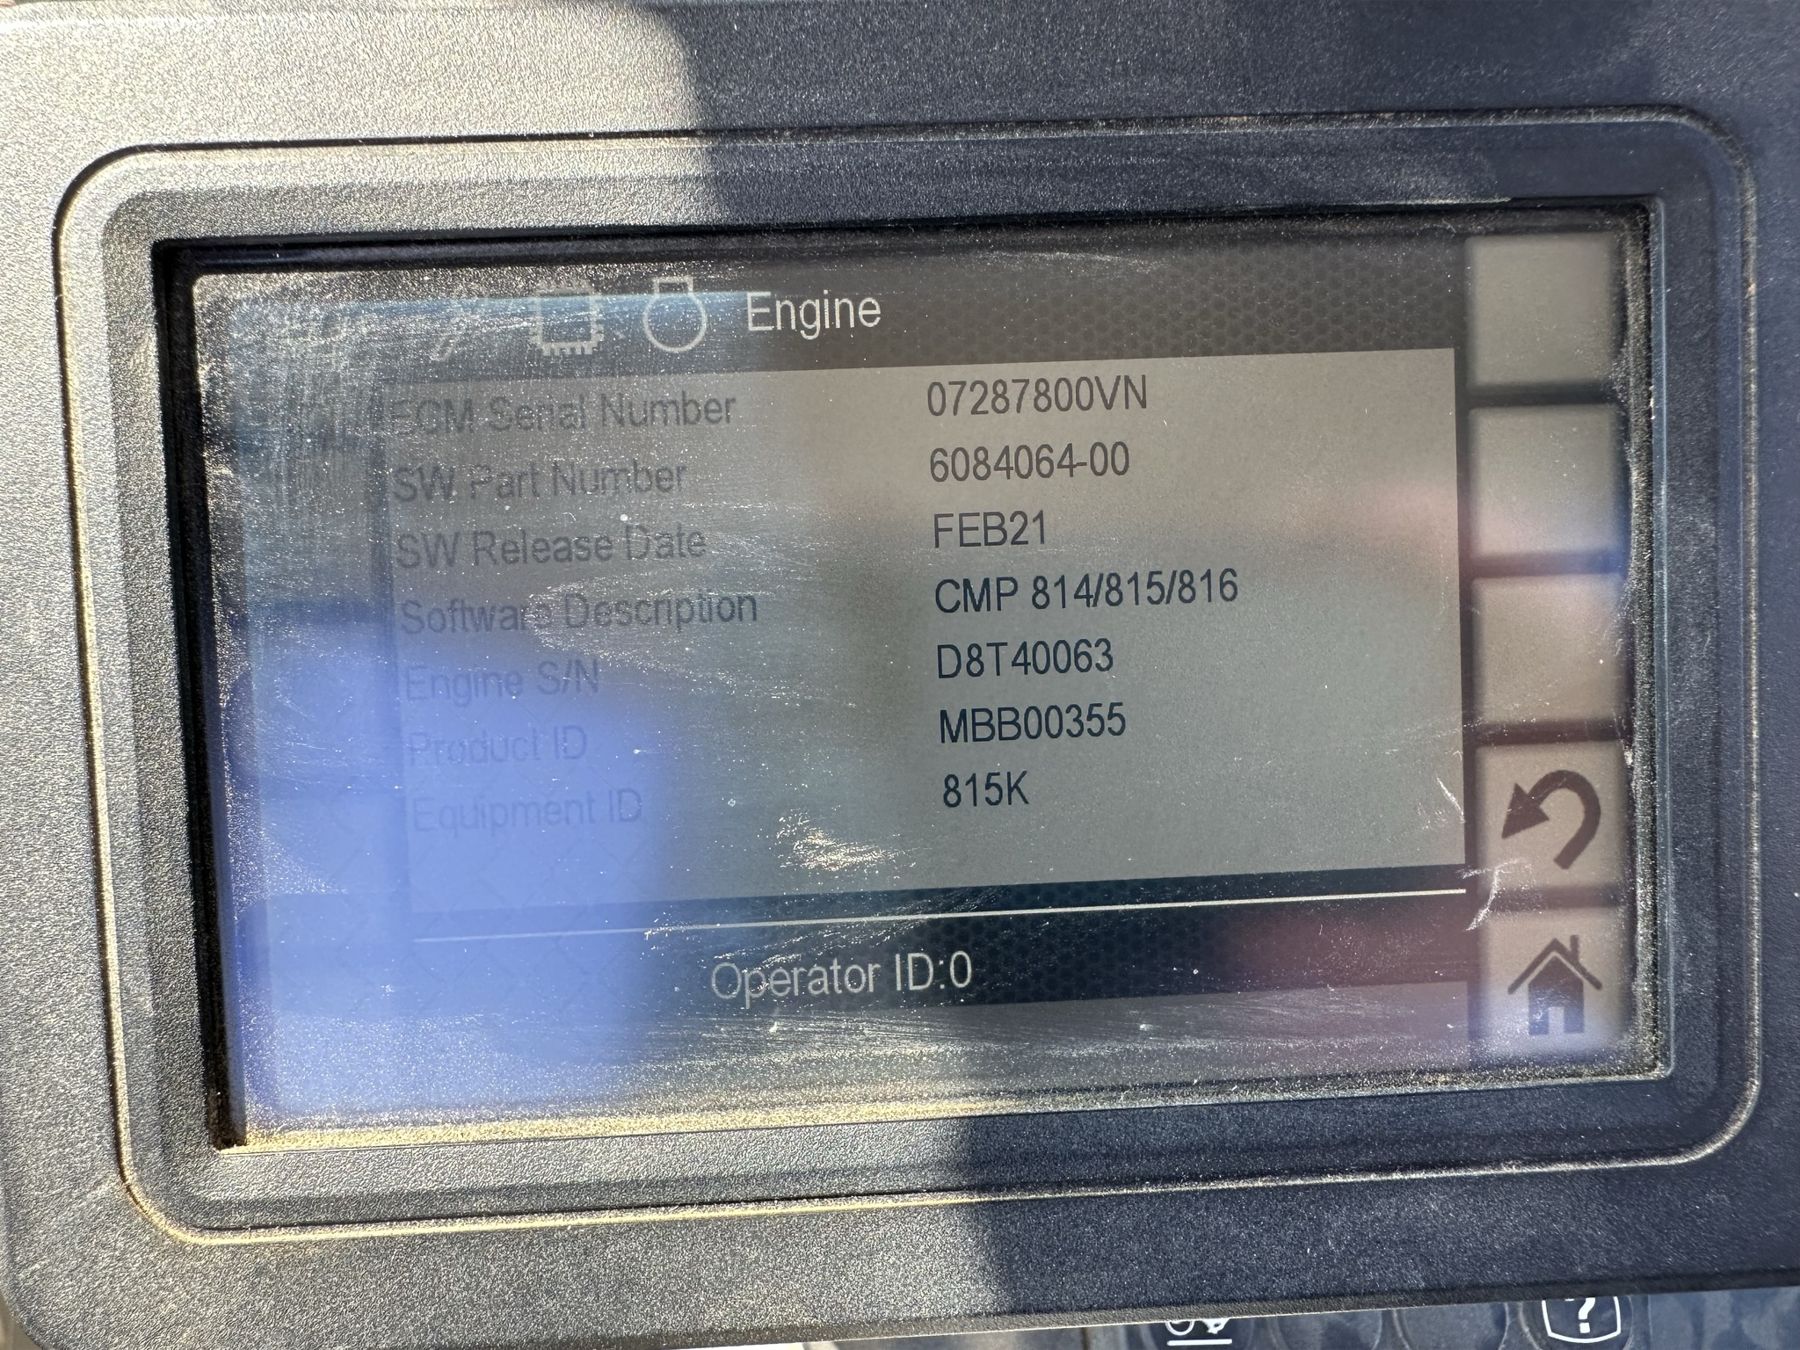 Engine
ECM Serial Number 07287800VN
SW Part Number 6084064-00
SW Release Date FEB21
Software Description CMP 814/815/816
Engine S/N D8T40063
Product ID MBB00355
Equipment ID 815K
Operator ID:0
?